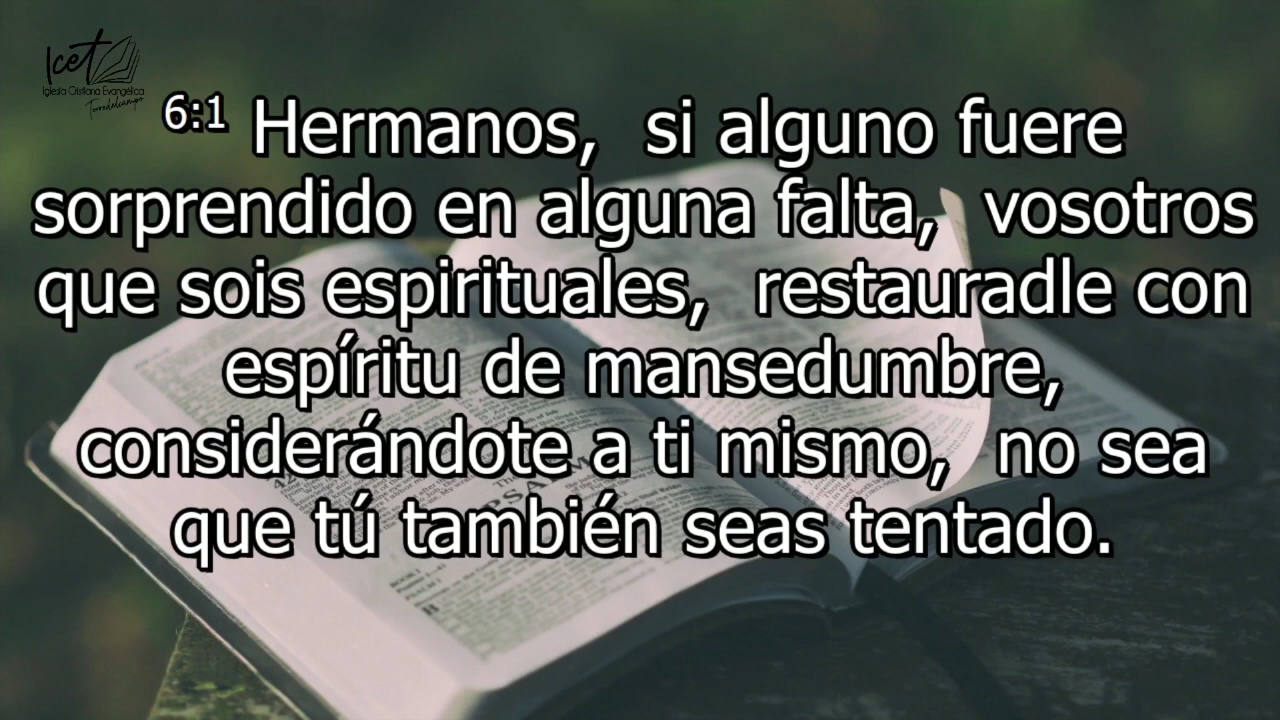 Icet
Iglesia Cristiana Evangélica
Torredelcampo
6:1 Hermanos,  si alguno fuere
sorprendido en alguna falta,  vosotros
que sois espirituales,  restauradle con
espíritu de mansedumbre,
considerándote a ti mismo,  no sea
que tú también seas tentado.
PSALM